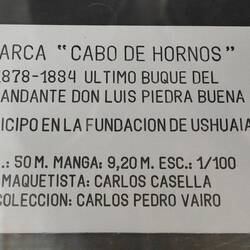 ARCA "CABO DE HORNOS"
1878-1884 ULTIMO BUQUE DEL
ANDANTE DON LUIS PIEDRA BUENA
ICIPO EN LA FUNDACION DE USHUAIA
.: 50 M. MANGA: 9,20 M. ESC.: 1/100
MAQUETISTA: CARLOS CASELLA
COLECCION: CARLOS PEDRO VAIRO